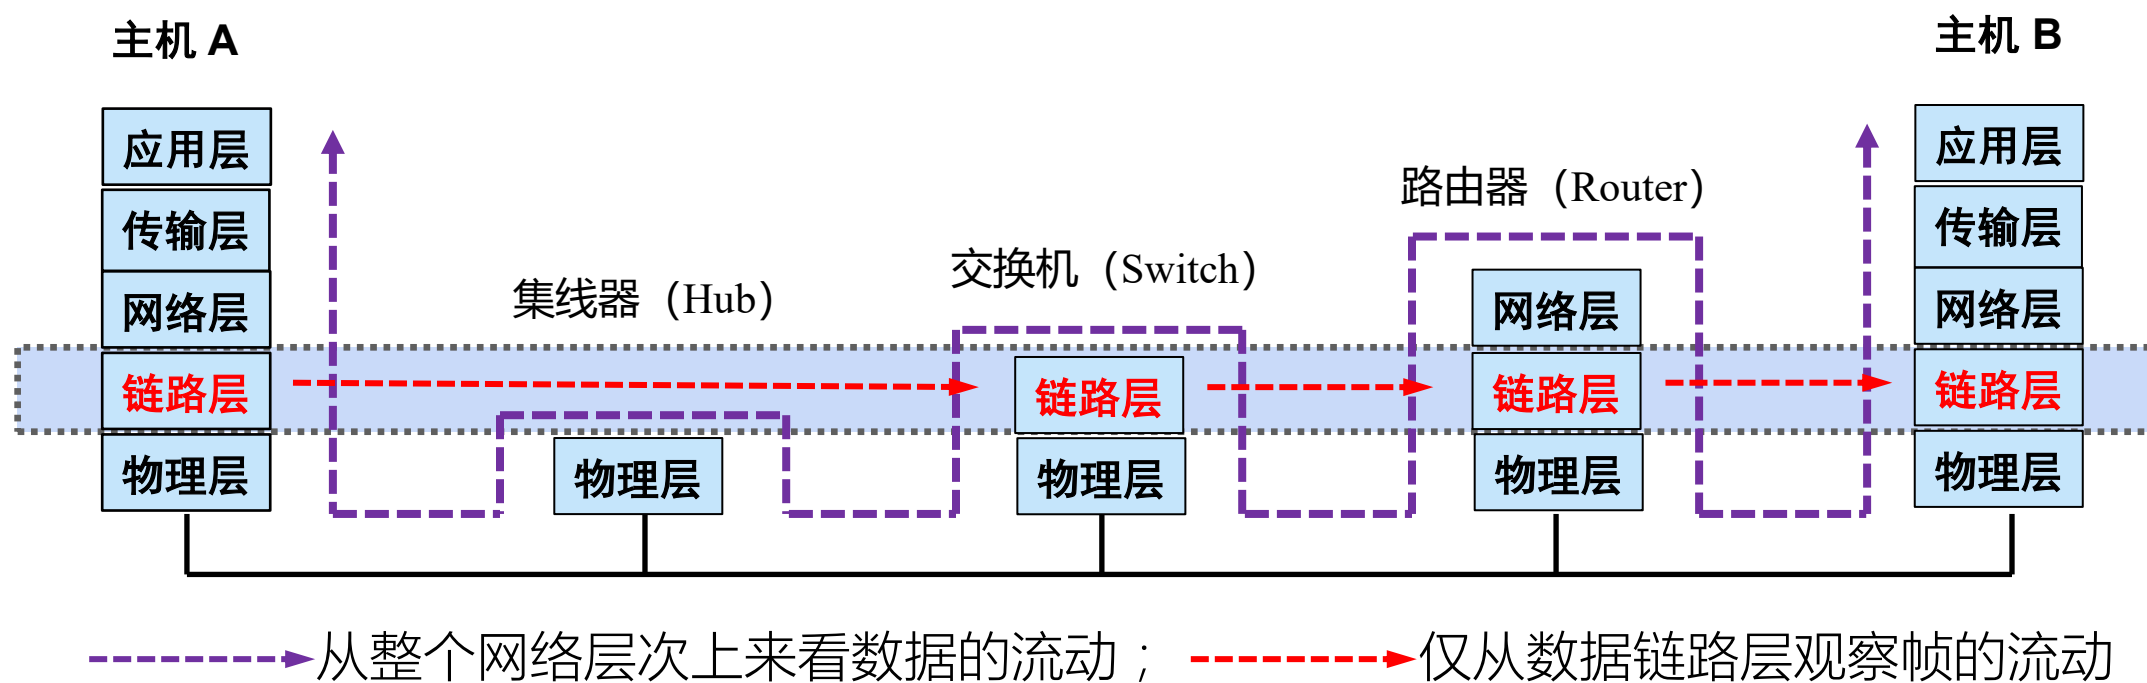 主机 A
主机 B
应用层
传输层
网络层
链路层
物理层
集线器（Hub）
物理层
交换机（Switch）
链路层
物理层
路由器（Router）
网络层
链路层
物理层
应用层
传输层
网络层
链路层
物理层
从整个网络层次上来看数据的流动；
仅从数据链路层观察帧的流动